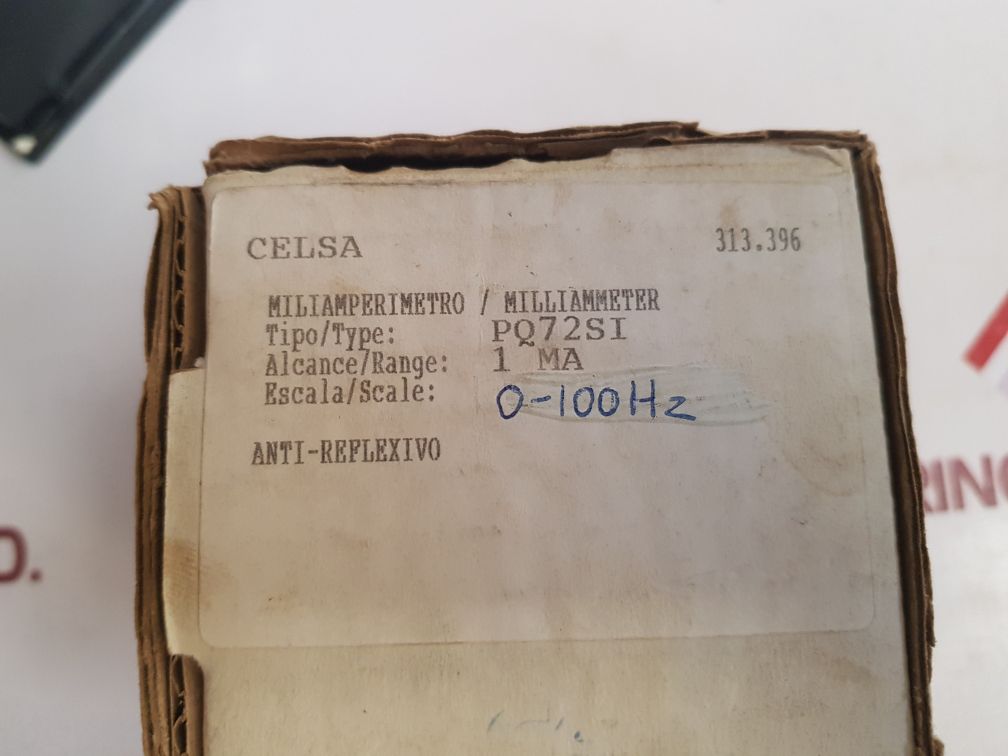 CELSA 313.396
MILIAMPERIMETRO / MILLIAMMETER
Tipo/Type: PQ72SI
Alcance/Range: 1 MA
Escala/Scale: 0-100Hz
ANTI-REFLEXIVO